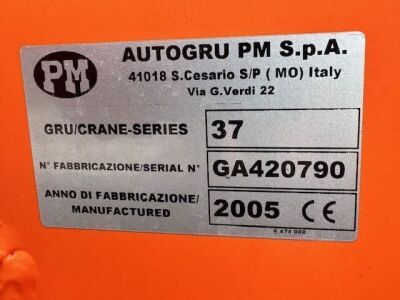 PM
AUTOGRU PM S.p.A.
41018 S.Cesario S/P ( MO) Italy
Via G.Verdi 22
GRU/CRANE-SERIES 37
N° FABBRICAZIONE/SERIAL N° GA420790
ANNO DI FABBRICAZIONE/
MANUFACTURED 2005 CE